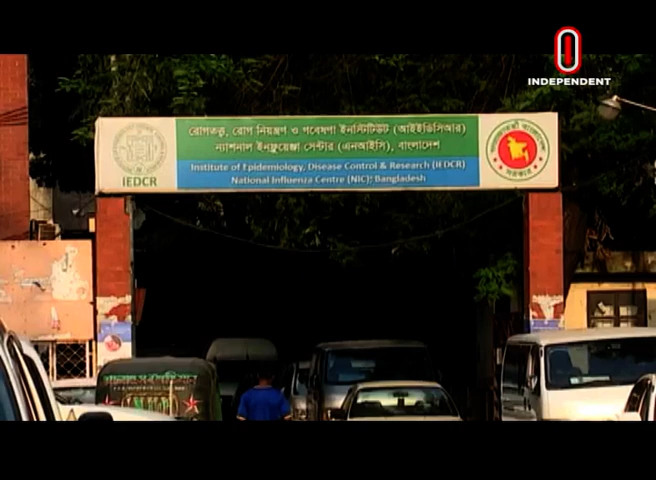 INDEPENDENT
রোগতত্ত্ব, রোগ নিয়ন্ত্রণ ও গবেষণা ইনস্টিটিউট (আইইডিসিআর)
ন্যাশনাল ইনফ্লুয়েঞ্জা সেন্টার (এনআইসি), বাংলাদেশ
Institute of Epidemiology, Disease Control & Research (IEDCR)
National Influenza Centre (NIC), Bangladesh
IEDCR